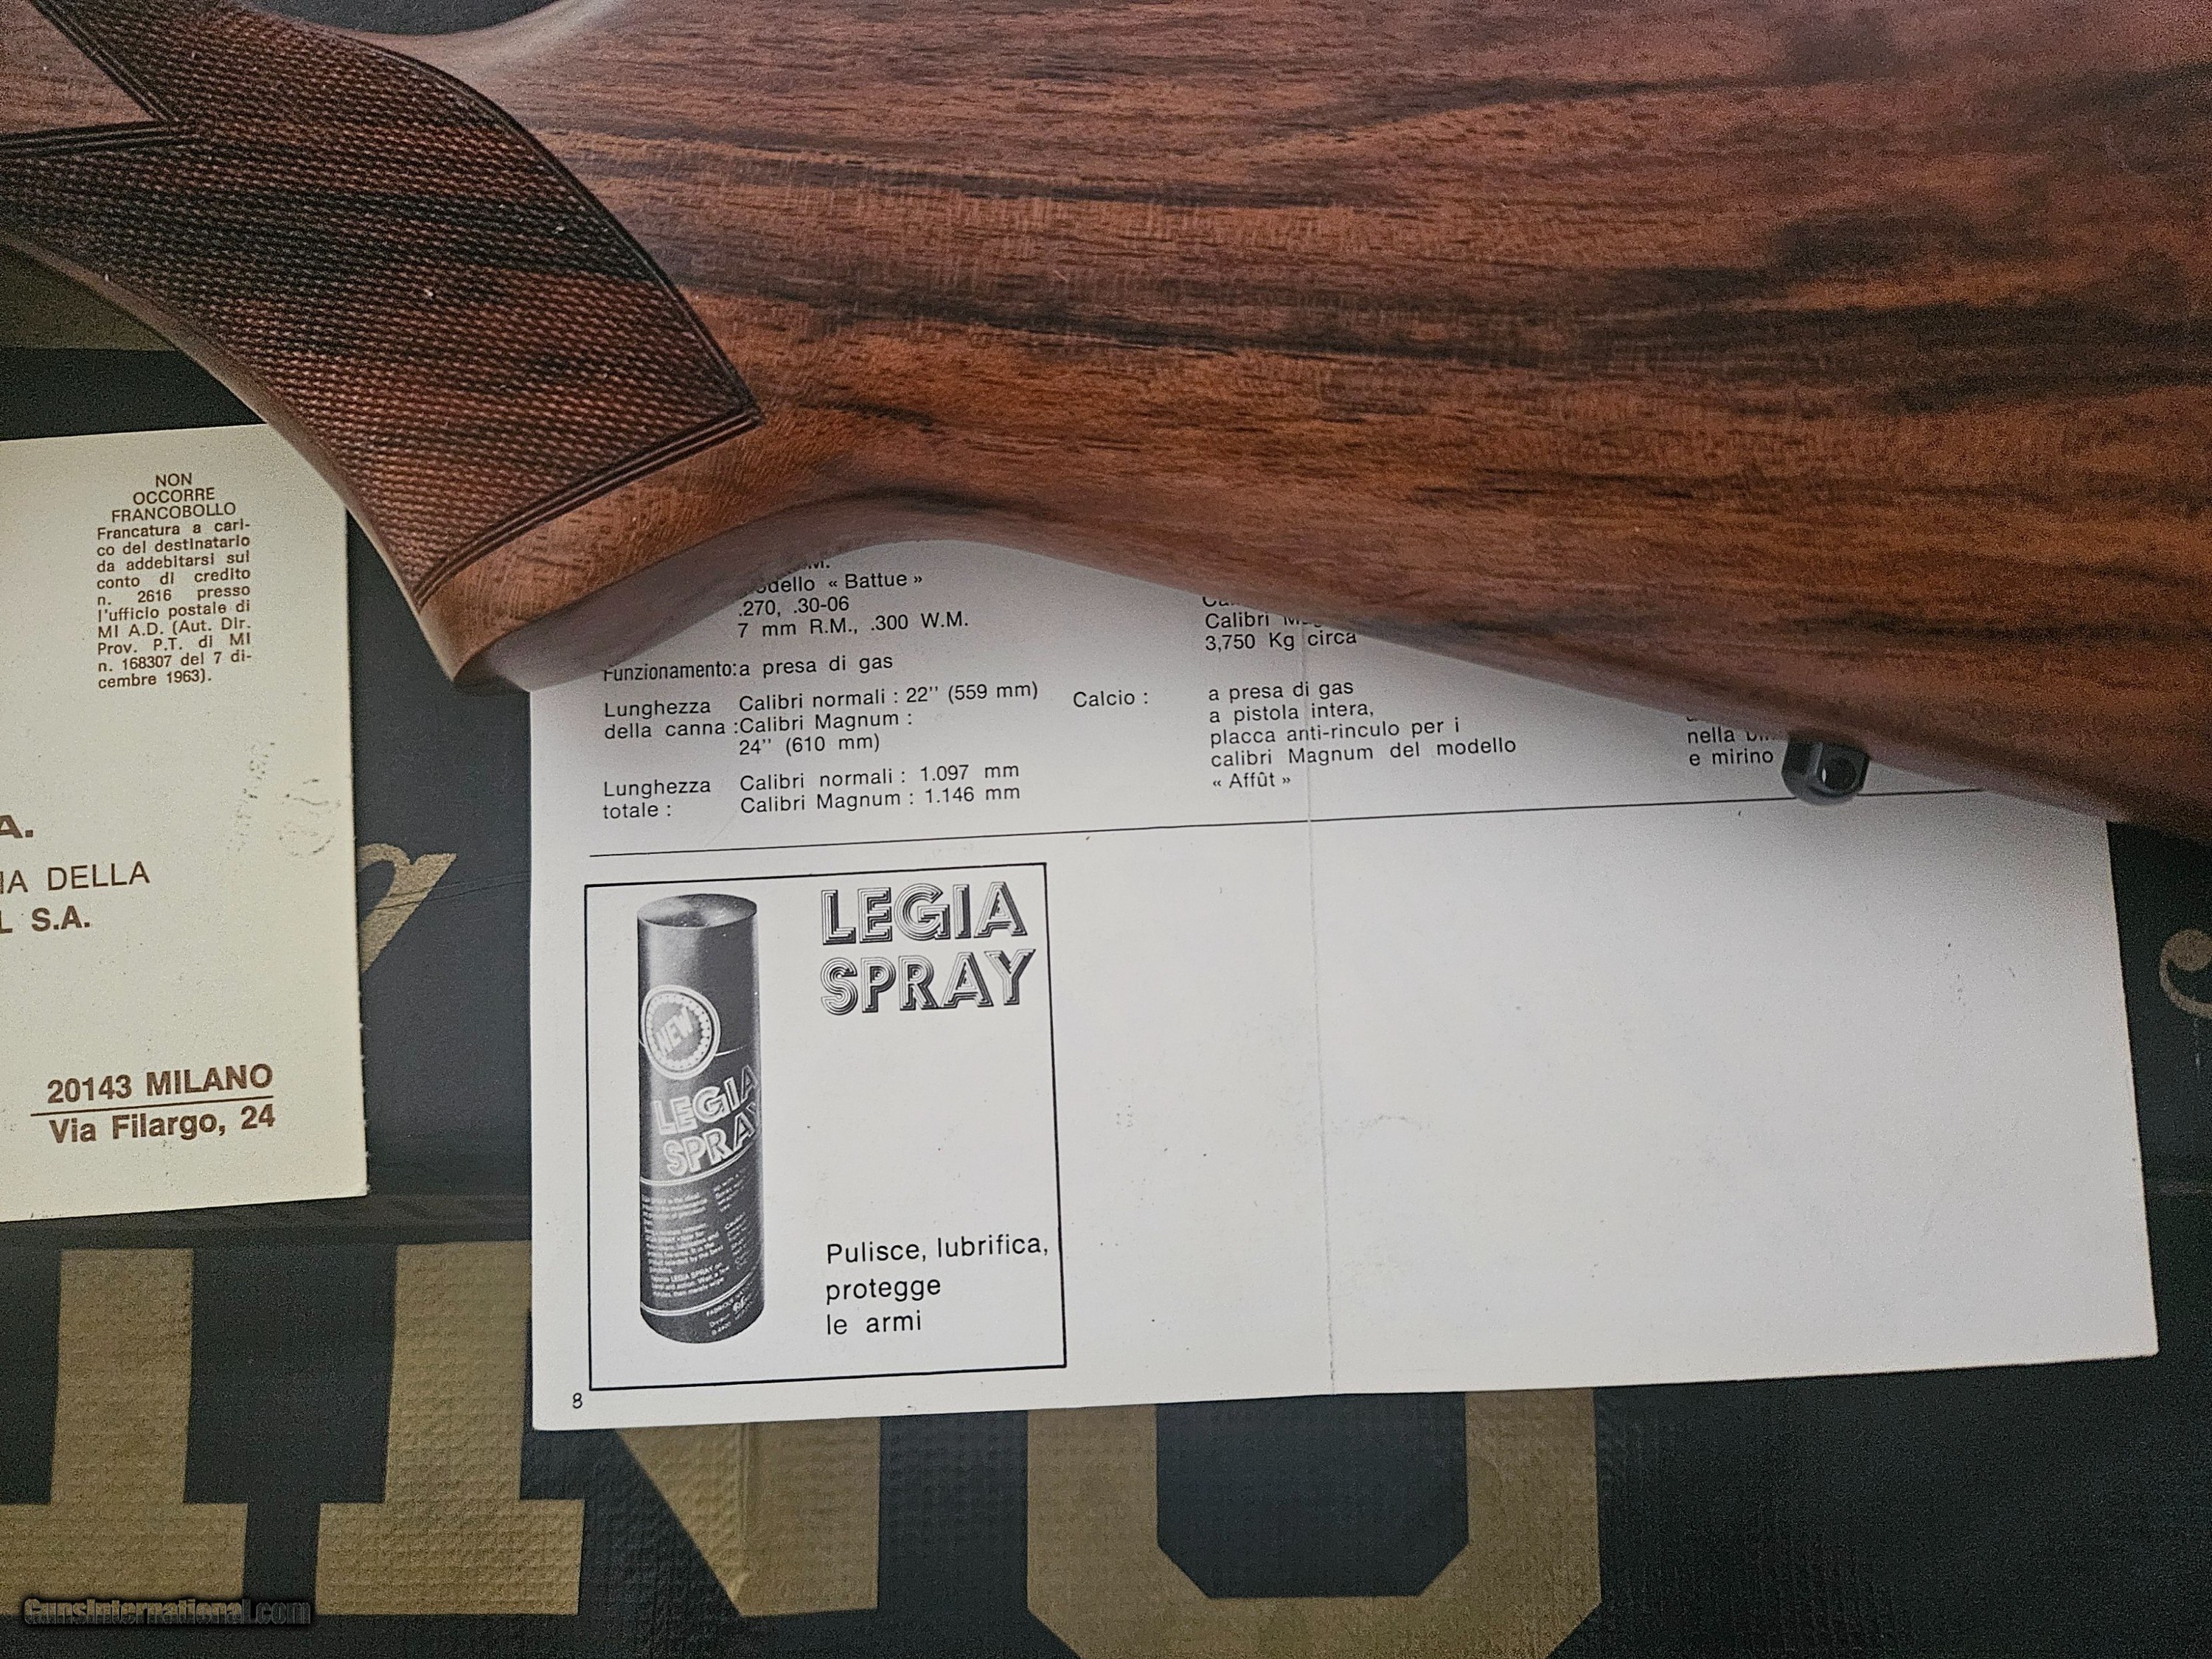 NON
OCCORRE
FRANCOBOLLO
Francatura a cari-
co del destinatario
da addebitarsi sul
conto di credito
n. 2616 presso
l'ufficio postale di
MI A.D. (Aut. Dir.
Prov. P.T. di MI
n. 168307 del 7 di-
cembre 1963).
A.
IA DELLA
L S.A.
20143 MILANO
Via Filargo, 24
« Battue »
.270, .30-06
7 mm R.M., .300 W.M.
Funzionamento: a presa di gas
Lunghezza Calibri normali : 22'' (559 mm)
della canna : Calibri Magnum :
24'' (610 mm)
Lunghezza Calibri normali : 1.097 mm
totale : Calibri Magnum : 1.146 mm
Calibri
3,750 Kg circa
Calcio : a presa di gas
a pistola intera,
placca anti-rinculo per i
calibri Magnum del modello
« Affût »
nella
e mirino
LEGIA
SPRAY
NEW
LEGIA
SPRAY
Pulisce, lubrifica,
protegge
le armi
8
GunsInternational.com